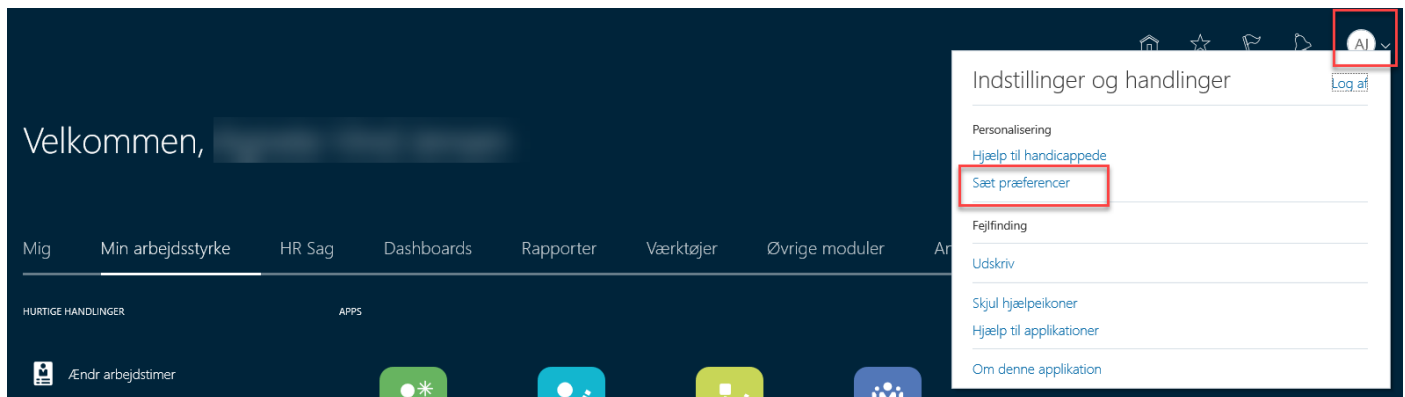 AJ
Indstillinger og handlinger
Log af
Velkommen,
Personalisering
Hjælp til handicappede
Sæt præferencer
Fejlfinding
Mig Min arbejdsstyrke HR Sag Dashboards Rapporter Værktøjer Øvrige moduler
Udskriv
HURTIGE HANDLINGER APPS
Skjul hjælpeikoner
Hjælp til applikationer
Ændr arbejdstimer
Om denne applikation